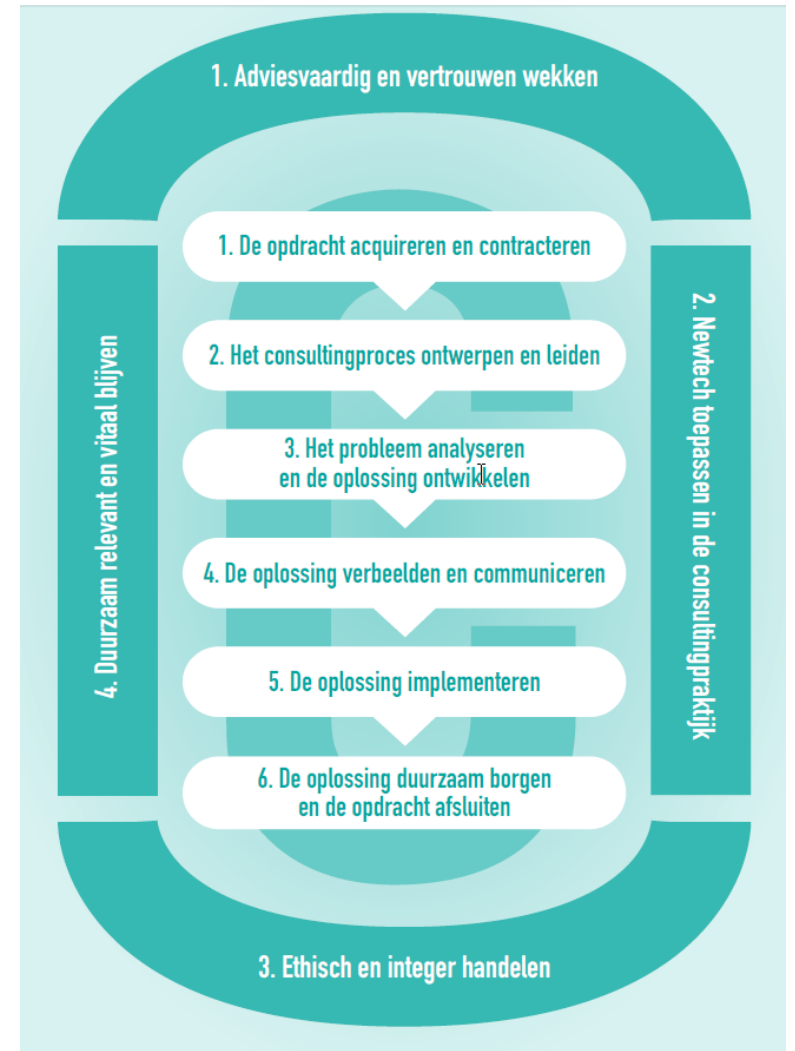 1. Adviesvaardig en vertrouwen wekken
1. De opdracht acquireren en contracteren
2. Het consultingproces ontwerpen en leiden
3. Het probleem analyseren
en de oplossing ontwikkelen
4. De oplossing verbeelden en communiceren
5. De oplossing implementeren
6. De oplossing duurzaam borgen
en de opdracht afsluiten
2. Newtech toepassen in de consultingpraktijk
3. Ethisch en integer handelen
4. Duurzaam relevant en vitaal blijven